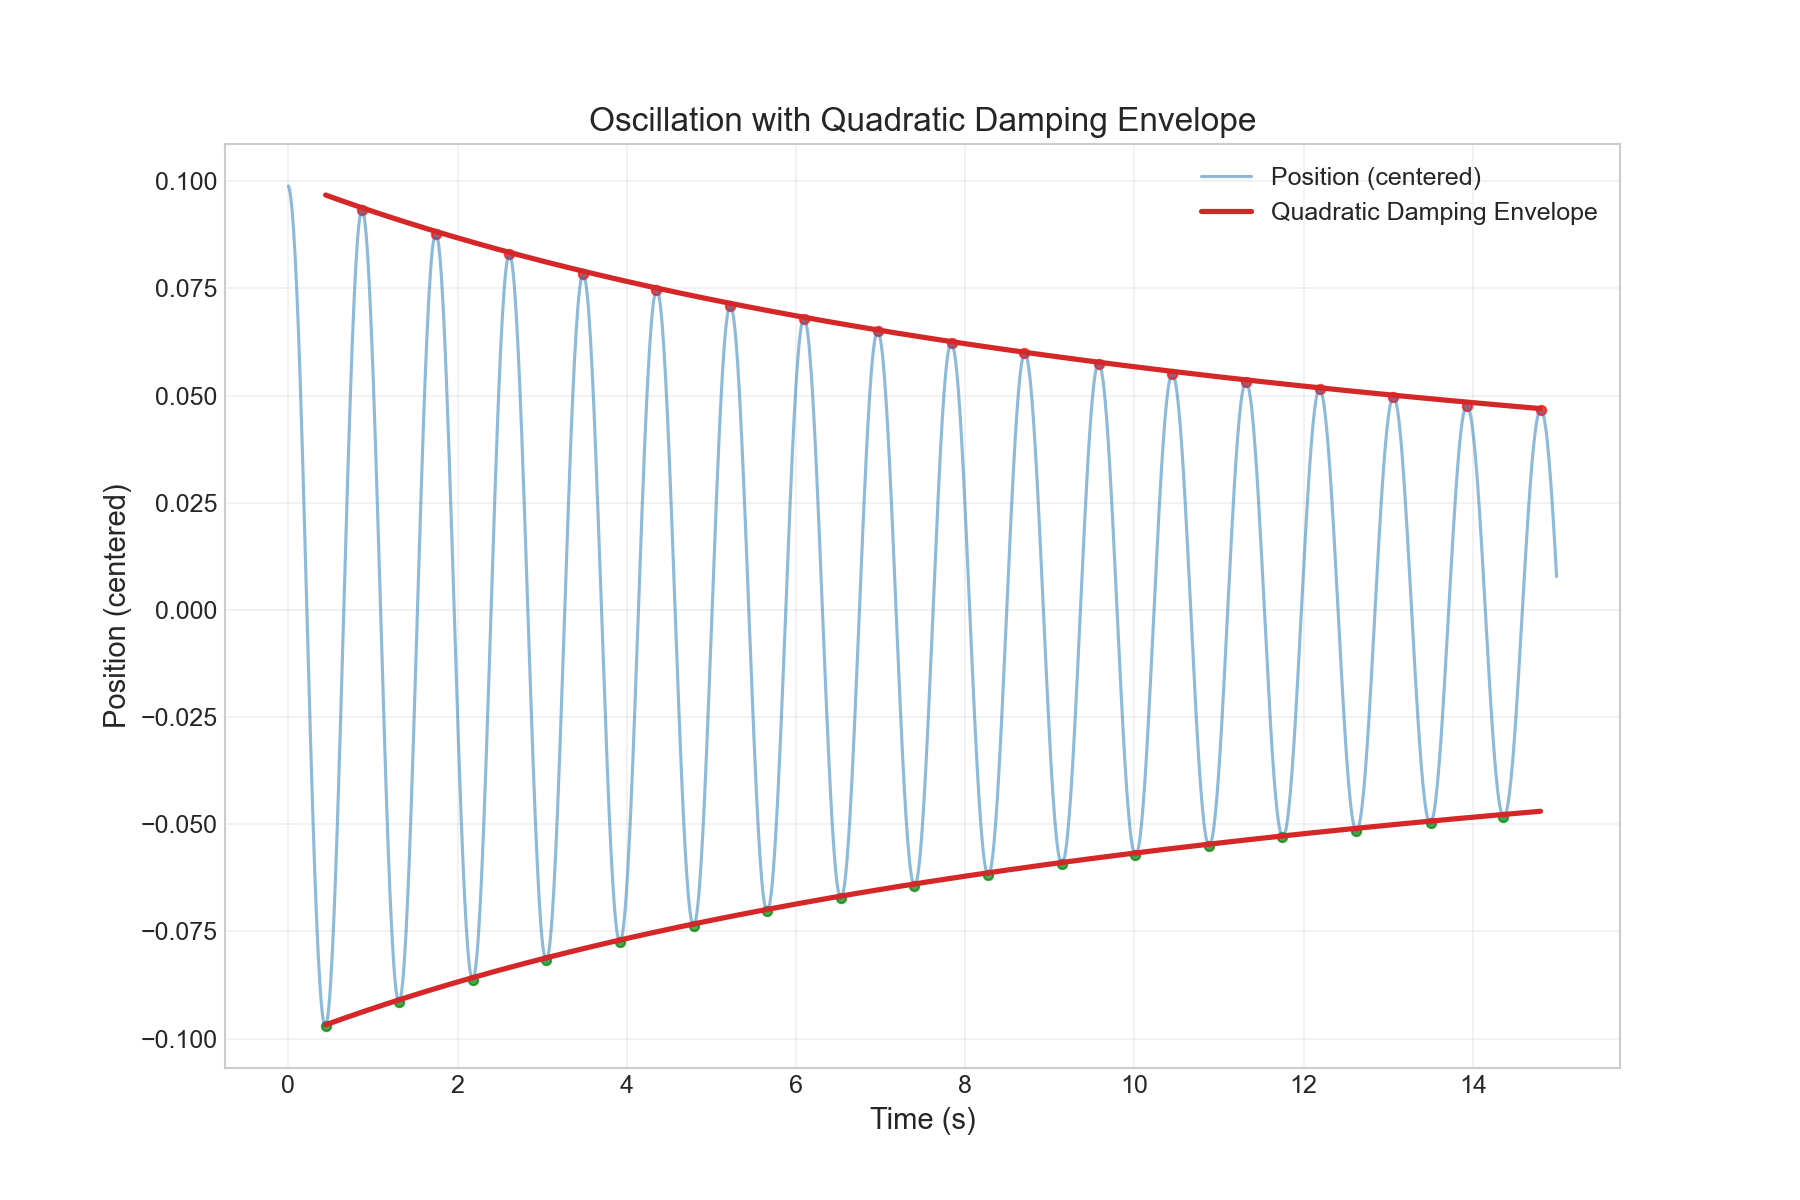 Oscillation with Quadratic Damping Envelope
Position (centered)
Quadratic Damping Envelope
0.100
0.075
0.050
0.025
0.000
−0.025
−0.050
−0.075
−0.100
Position (centered)
0 2 4 6 8 10 12 14
Time (s)